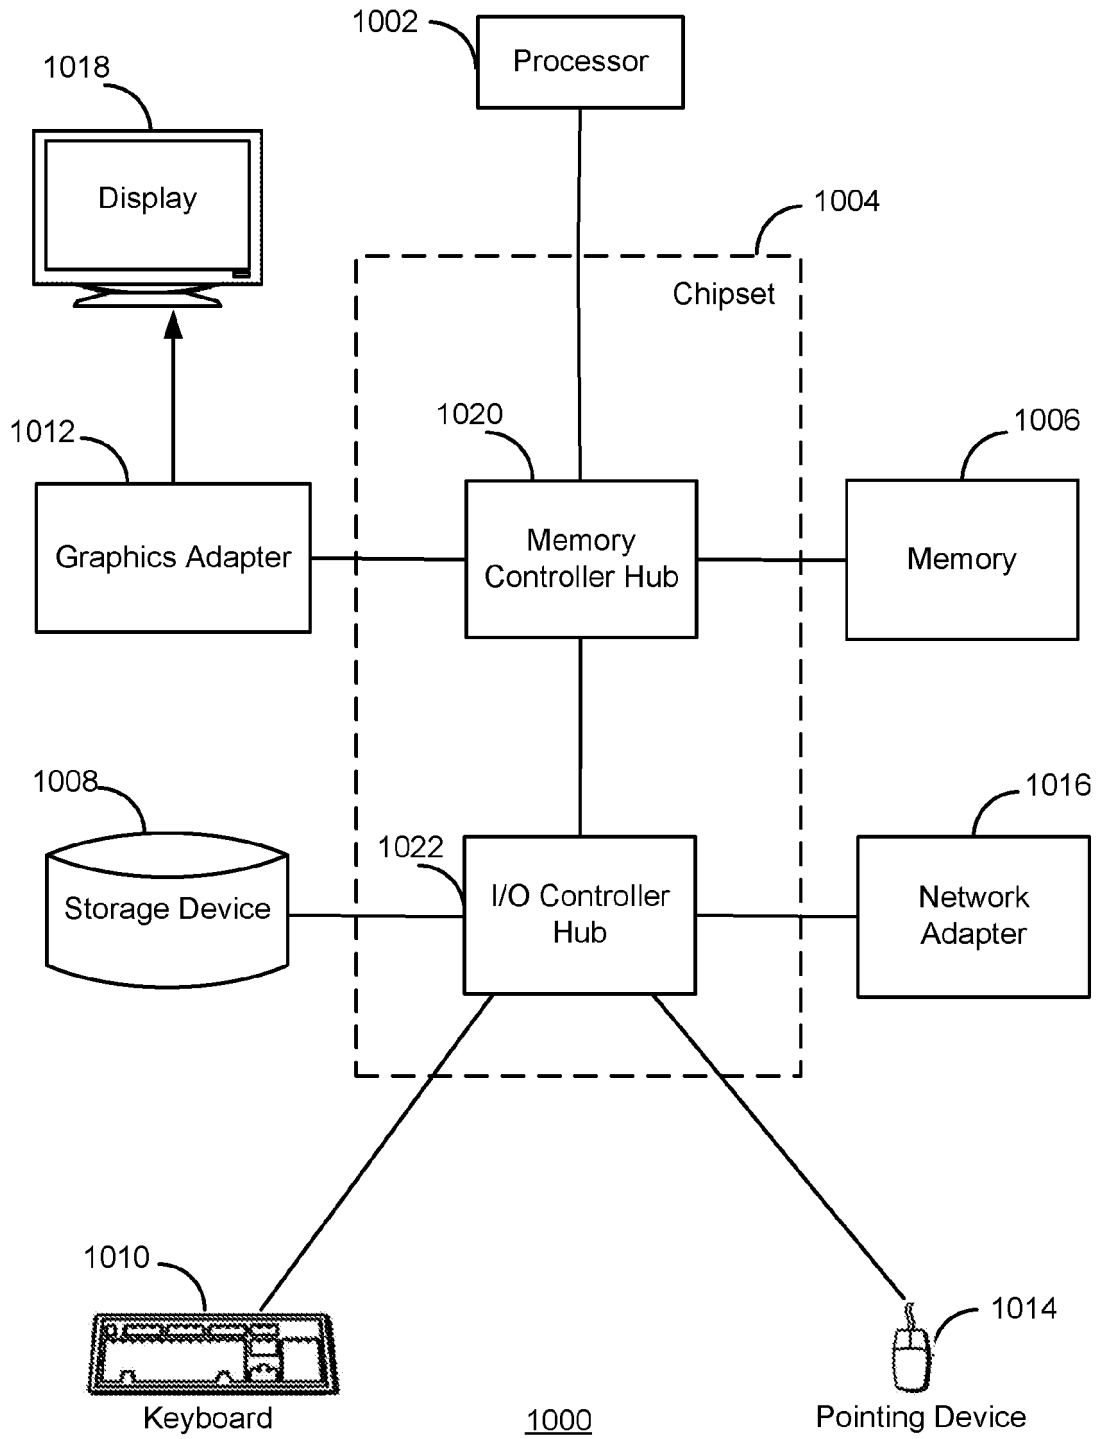 1002
Processor
1018
Display
1004
Chipset
1020
1012
1006
Graphics Adapter
Memory
Controller Hub
Memory
1008
1016
1022
Storage Device
I/O Controller
Hub
Network
Adapter
1010
1014
Keyboard
1000
Pointing Device